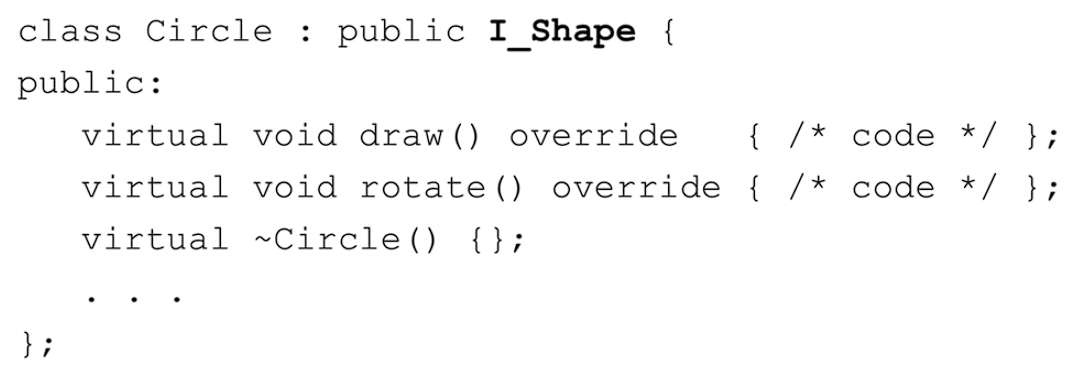 class Circle : public I_Shape {
public:
   virtual void draw() override   { /* code */ };
   virtual void rotate() override { /* code */ };
   virtual ~Circle() {};
   . . .
};